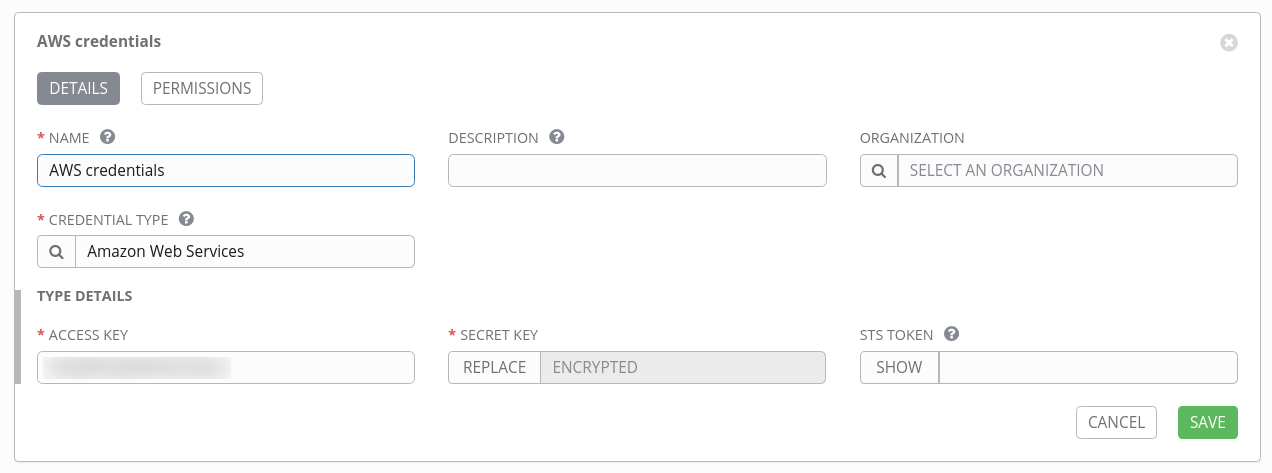 AWS credentials
DETAILS PERMISSIONS
* NAME ? DESCRIPTION ? ORGANIZATION
AWS credentials SELECT AN ORGANIZATION
* CREDENTIAL TYPE ?
Amazon Web Services
TYPE DETAILS
* ACCESS KEY * SECRET KEY STS TOKEN ?
REPLACE ENCRYPTED SHOW
CANCEL SAVE